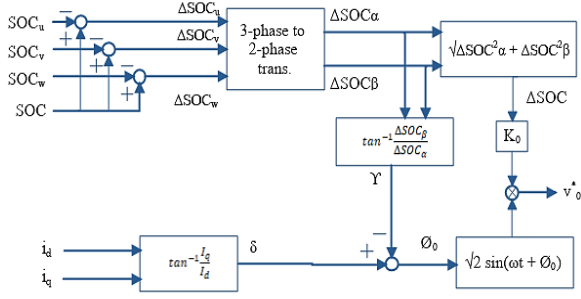 SOCu
SOCv
SOCw
SOC
−
+
−
+
−
+
ΔSOCu
ΔSOCv
ΔSOCw
3-phase to
2-phase
trans.
ΔSOCα
ΔSOCβ
√ΔSOC²α + ΔSOC²β
ΔSOC
K₀
v*₀
tan⁻¹ ΔSOCβ / ΔSOCα
ϒ
−
+
id
iq
tan⁻¹ Iq / Id
δ
Ø₀
√2 sin(ωt + Ø₀)